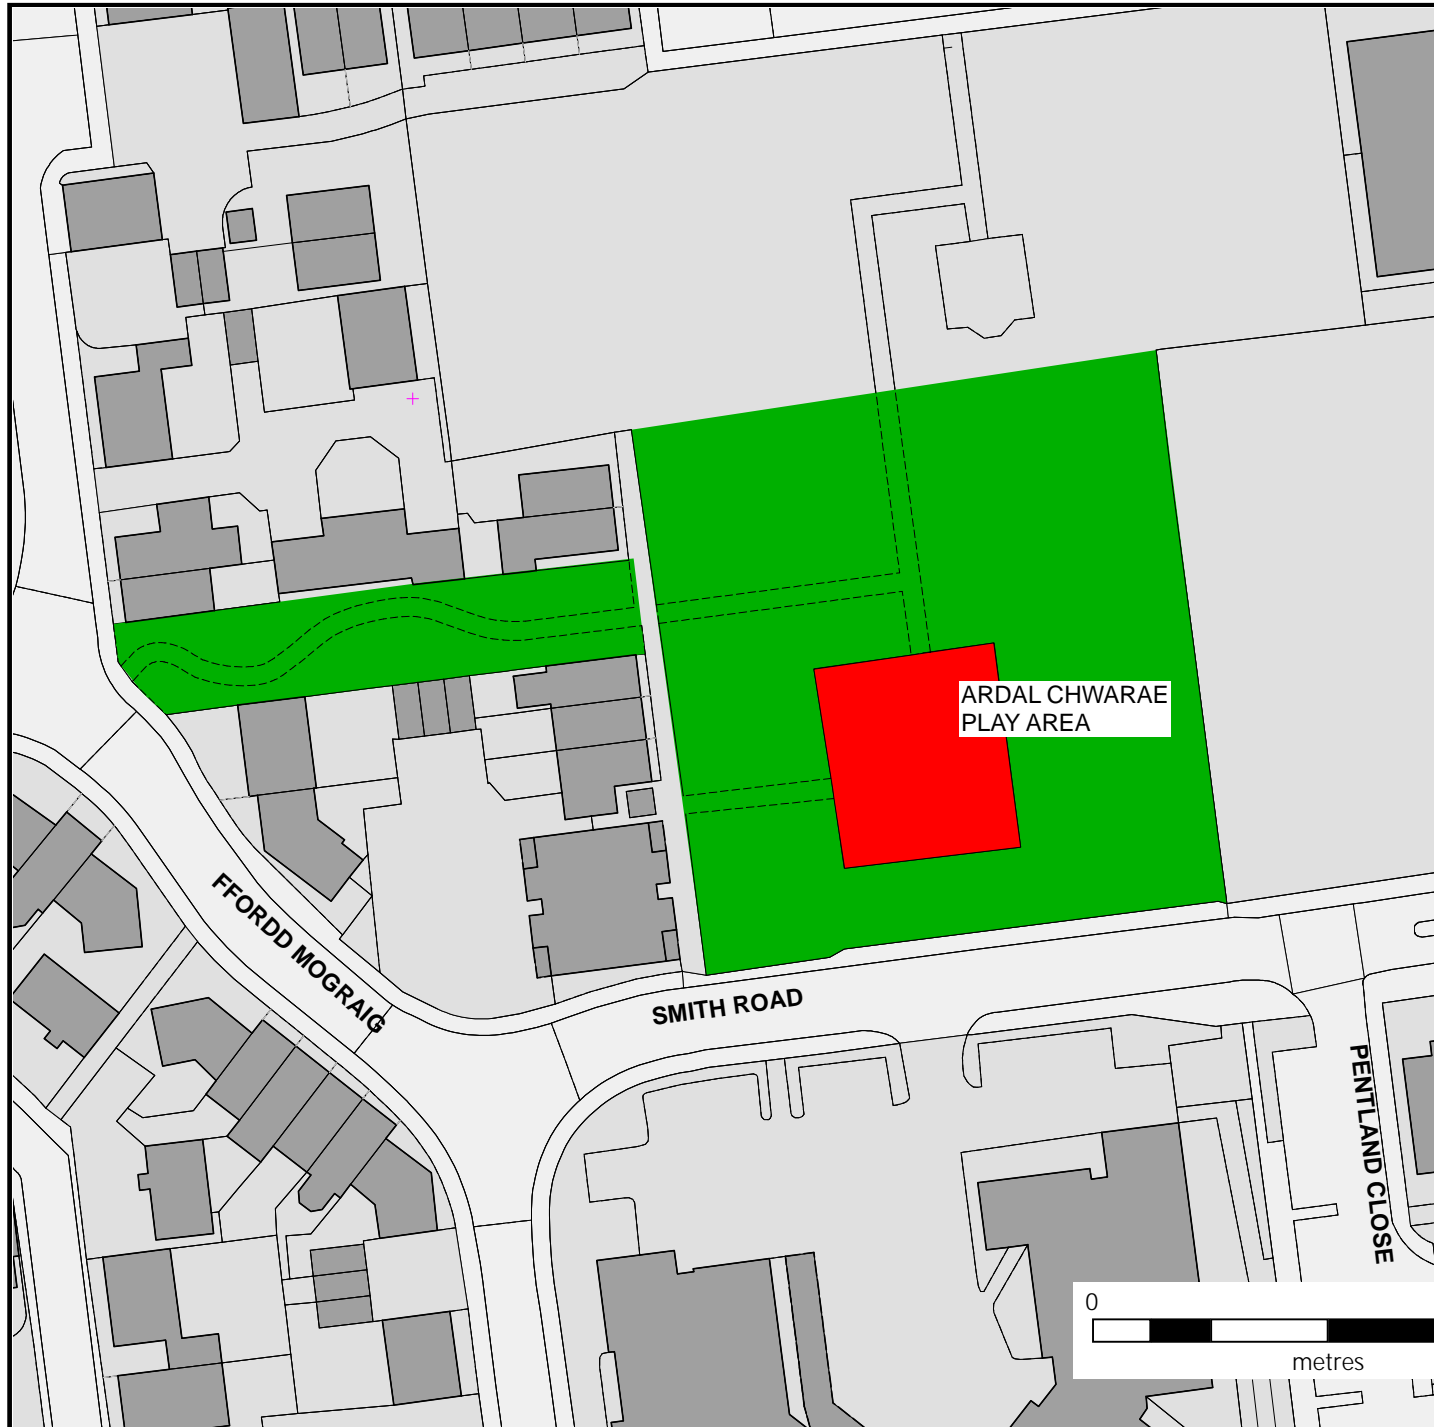 ARDAL CHWARAE
PLAY AREA
FFORDD MOGRAIG
SMITH ROAD
PENTLAND CLOSE
0
metres